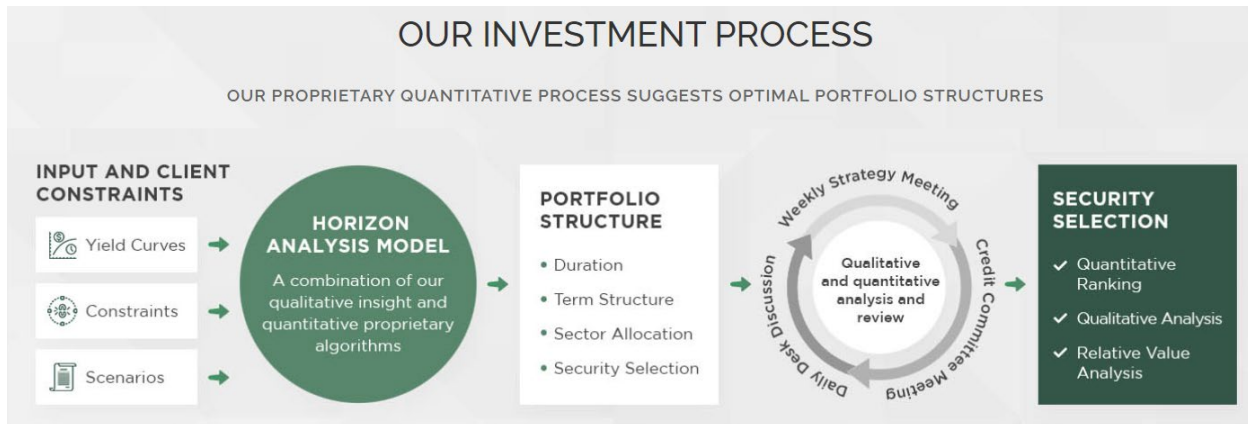 OUR INVESTMENT PROCESS
OUR PROPRIETARY QUANTITATIVE PROCESS SUGGESTS OPTIMAL PORTFOLIO STRUCTURES
INPUT AND CLIENT
CONSTRAINTS
Yield Curves
Constraints
Scenarios
HORIZON
ANALYSIS MODEL
A combination of our
qualitative insight and
quantitative proprietary
algorithms
PORTFOLIO
STRUCTURE
• Duration
• Term Structure
• Sector Allocation
• Security Selection
Weekly Strategy Meeting
Credit Committee Meeting
Daily Desk Discussion
Qualitative
and quantitative
analysis and
review
SECURITY
SELECTION
✓ Quantitative
Ranking
✓ Qualitative Analysis
✓ Relative Value
Analysis